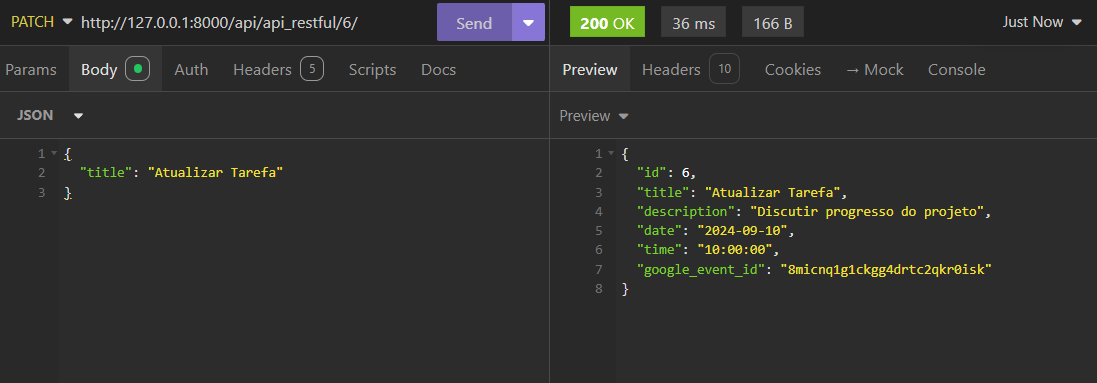 PATCH http://127.0.0.1:8000/api/api_restful/6/ Send
Params Body Auth Headers 5 Scripts Docs
JSON
1 {
2 "title": "Atualizar Tarefa"
3 }
200 OK 36 ms 166 B Just Now
Preview Headers 10 Cookies → Mock Console
Preview
1 {
2 "id": 6,
3 "title": "Atualizar Tarefa",
4 "description": "Discutir progresso do projeto",
5 "date": "2024-09-10",
6 "time": "10:00:00",
7 "google_event_id": "8micnq1g1ckgg4drtc2qkr0isk"
8 }